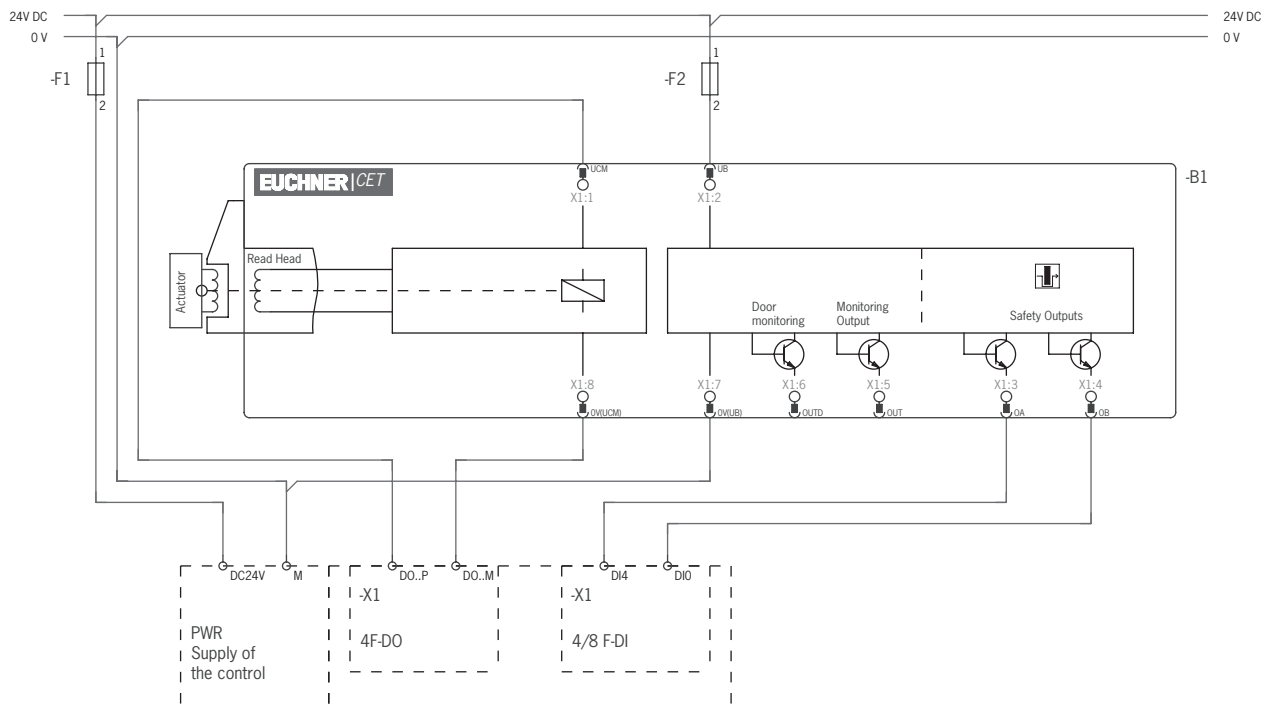 24V DC
24V DC
0 V
0 V
1
1
-F1
-F2
2
2
UCM
UB
EUCHNER CET
-B1
X1:1
X1:2
Read Head
Actuator
Door
monitoring
Monitoring
Output
Safety Outputs
X1:8
X1:7
X1:6
X1:5
X1:3
X1:4
0V(UCM)
0V(UB)
OUTD
OUT
OA
OB
DC24V
M
DO..P
DO..M
DI4
DI0
-X1
-X1
PWR
Supply of
the control
4F-DO
4/8 F-DI